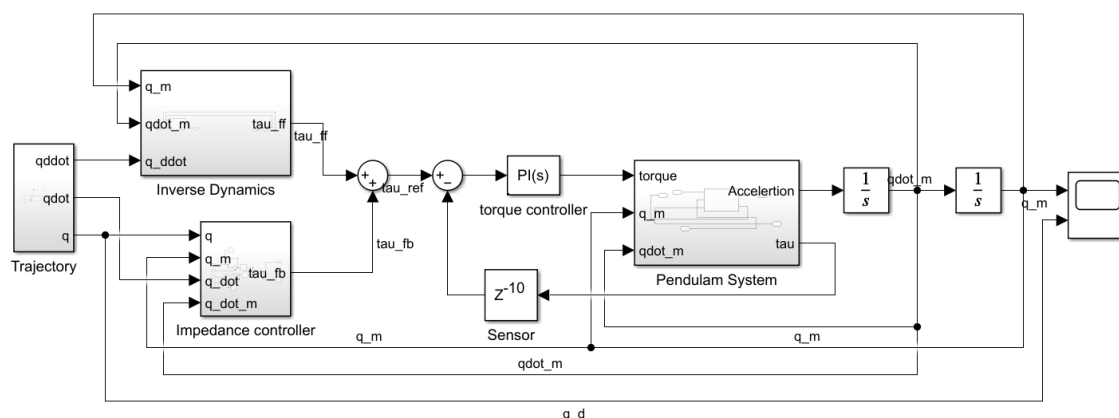 q_m
qdot_m
q_ddot
tau_ff
tau_ff
Inverse Dynamics
qddot
qdot
q
Trajectory
q
q_m
q_dot
q_dot_m
tau_fb
Impedance controller
tau_ref
tau_fb
PI(s)
torque controller
Z-10
Sensor
torque
q_m
qdot_m
Accelertion
tau
Pendulam System
1
s
qdot_m
1
s
q_m
q_m
q_m
qdot_m
q_d